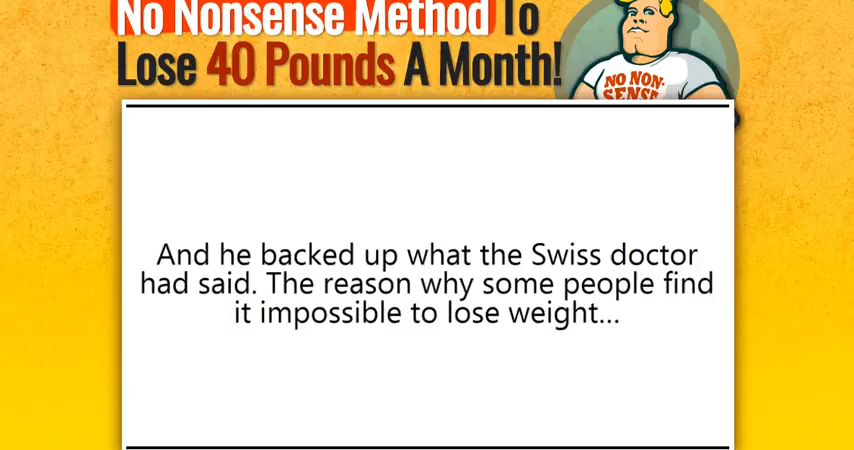 No Nonsense Method To
Lose 40 Pounds A Month!
NO NON-
SENSE
And he backed up what the Swiss doctor
had said. The reason why some people find
it impossible to lose weight...